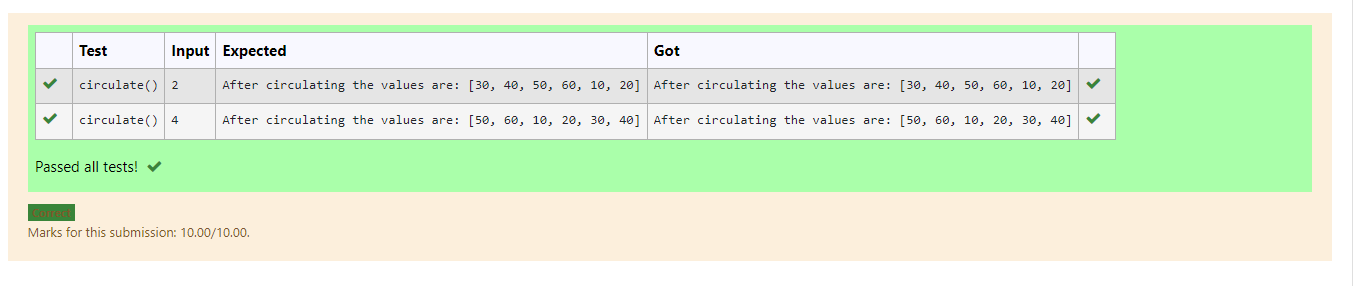 Test Input Expected Got
circulate() 2 After circulating the values are: [30, 40, 50, 60, 10, 20] After circulating the values are: [30, 40, 50, 60, 10, 20]
circulate() 4 After circulating the values are: [50, 60, 10, 20, 30, 40] After circulating the values are: [50, 60, 10, 20, 30, 40]
Passed all tests!
Correct
Marks for this submission: 10.00/10.00.